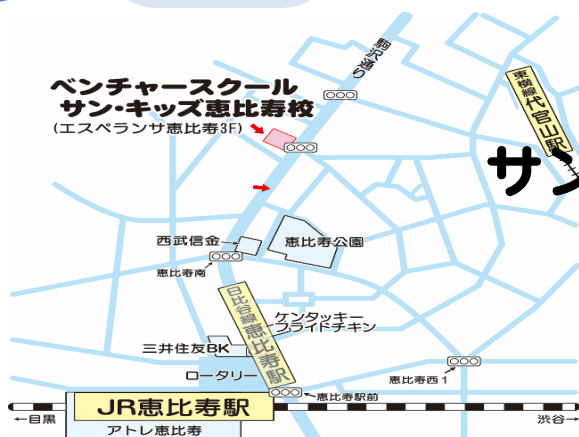 駒沢通り
ベンチャースクール
サン・キッズ恵比寿校
(エスペランサ恵比寿3F)
東横線代官山駅
サン
西武信金
恵比寿公園
恵比寿南
日比谷線恵比寿駅
ケンタッキー
フライドチキン
三井住友BK
ロータリー
恵比寿駅前
恵比寿西1
JR恵比寿駅
←目黒
渋谷→
アトレ恵比寿